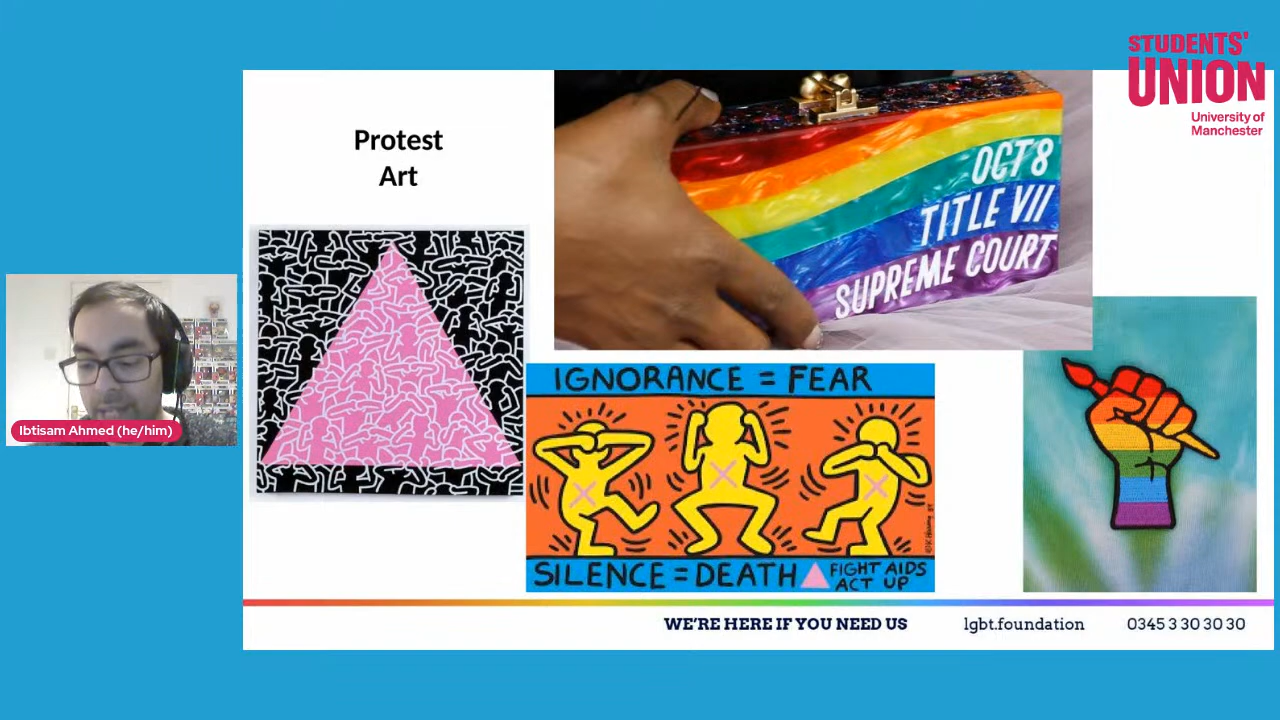 STUDENTS'
UNION
University of
Manchester
Protest
Art
OCT 8
TITLE VII
SUPREME COURT
IGNORANCE = FEAR
SILENCE = DEATH
FIGHT AIDS
ACT UP
Ibtisam Ahmed (he/him)
WE'RE HERE IF YOU NEED US
lgbt.foundation
0345 3 30 30 30